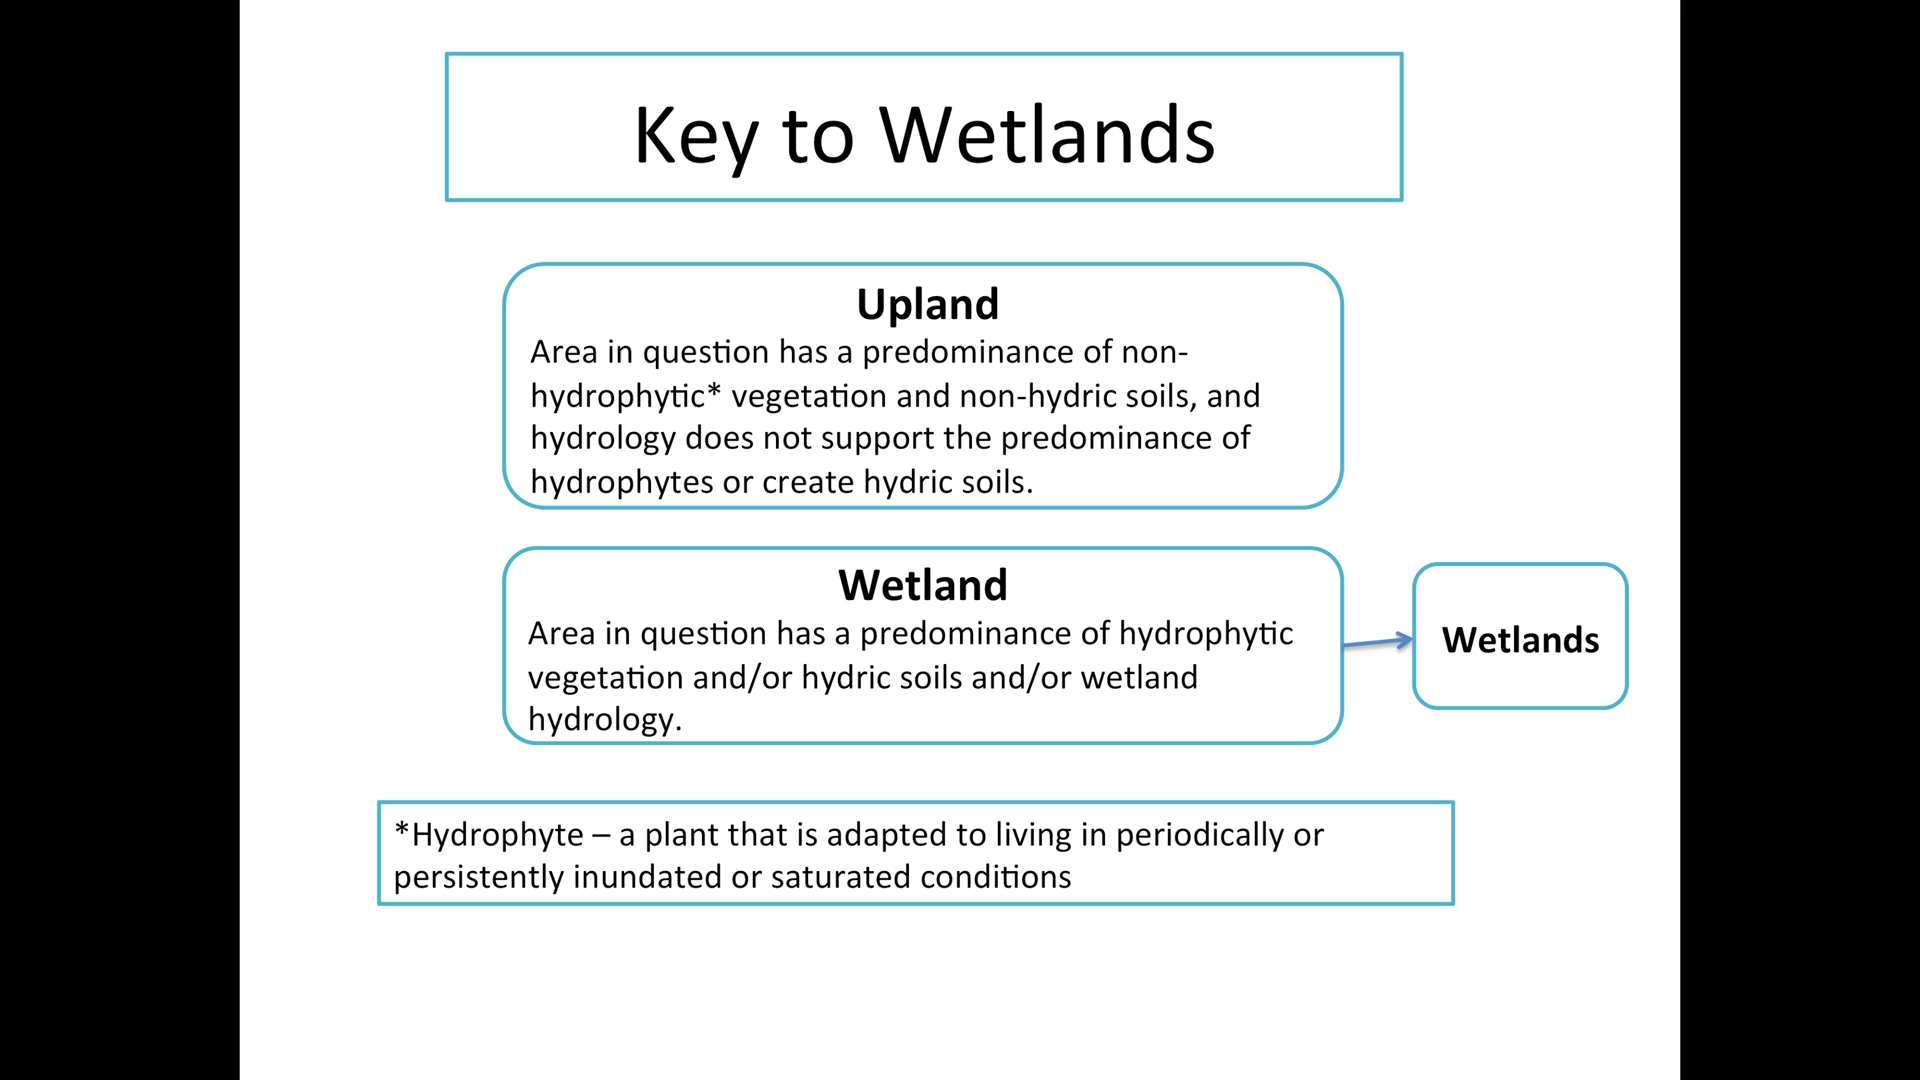 Key to Wetlands
Upland
Area in question has a predominance of non-
hydrophytic* vegetation and non-hydric soils, and
hydrology does not support the predominance of
hydrophytes or create hydric soils.
Wetland
Area in question has a predominance of hydrophytic
vegetation and/or hydric soils and/or wetland
hydrology.
Wetlands
*Hydrophyte – a plant that is adapted to living in periodically or
persistently inundated or saturated conditions